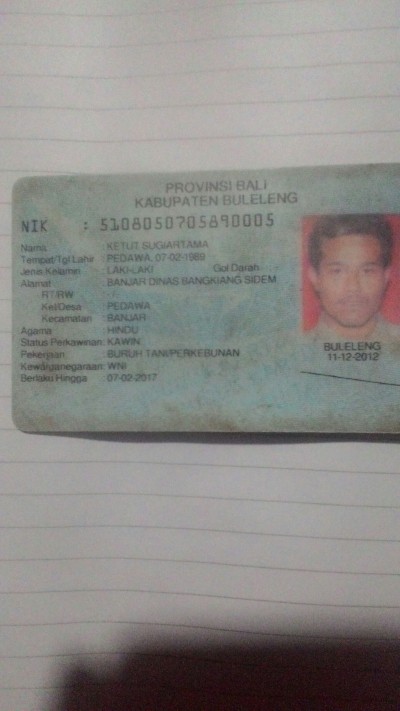 PROVINSI BALI
KABUPATEN BULELENG
NIK : 5108050705890005
Nama : KETUT SUGIARTAMA
Tempat/Tgl Lahir : PEDAWA, 07-02-1989
Jenis Kelamin : LAKI-LAKI Gol Darah
Alamat : BANJAR DINAS BANGKIANG SIDEM
RT/RW :
Kel/Desa : PEDAWA
Kecamatan : BANJAR
Agama : HINDU
Status Perkawinan: KAWIN
Pekerjaan : BURUH TANI/PERKEBUNAN
Kewarganegaraan: WNI
Berlaku Hingga : 07-02-2017
BULELENG
11-12-2012